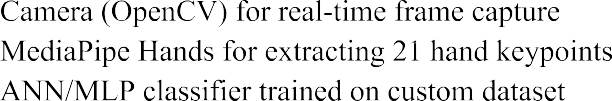 Camera (OpenCV) for real-time frame capture
MediaPipe Hands for extracting 21 hand keypoints
ANN/MLP classifier trained on custom dataset